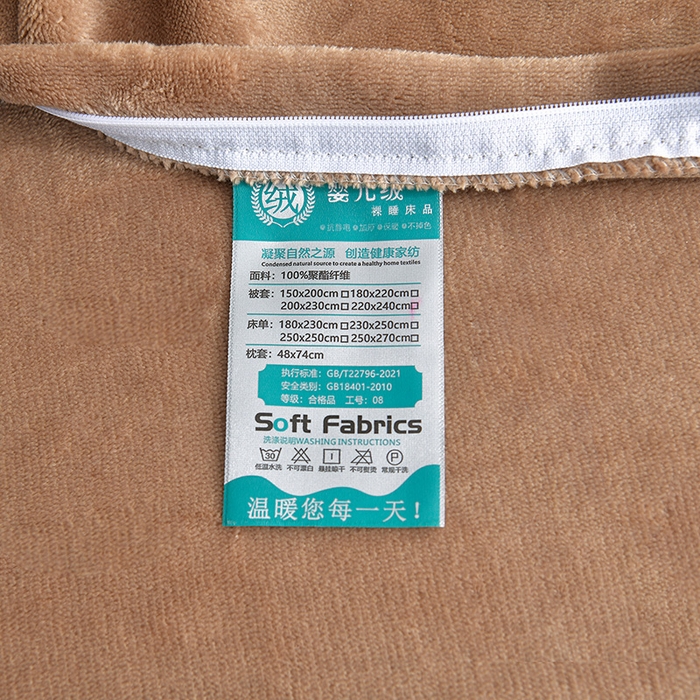 绒
婴儿绒
裸睡床品
抗静电 加厚 保暖 不掉色
凝聚自然之源 创造健康家纺
Condensed natural source to create a healthy home textiles
面料：100%聚酯纤维
被套：150x200cm□180x220cm□
200x230cm□220x240cm□
床单：180x230cm□230x250cm□
250x250cm□250x270cm□
枕套：48x74cm
执行标准：GB/T22796-2021
安全类别：GB18401-2010
等级：合格品 工号：08
Soft Fabrics
洗涤说明WASHING INSTRUCTIONS
30 P
低温水洗 不可漂白 悬挂晾干 不可熨烫 常规干洗
温暖您每一天！